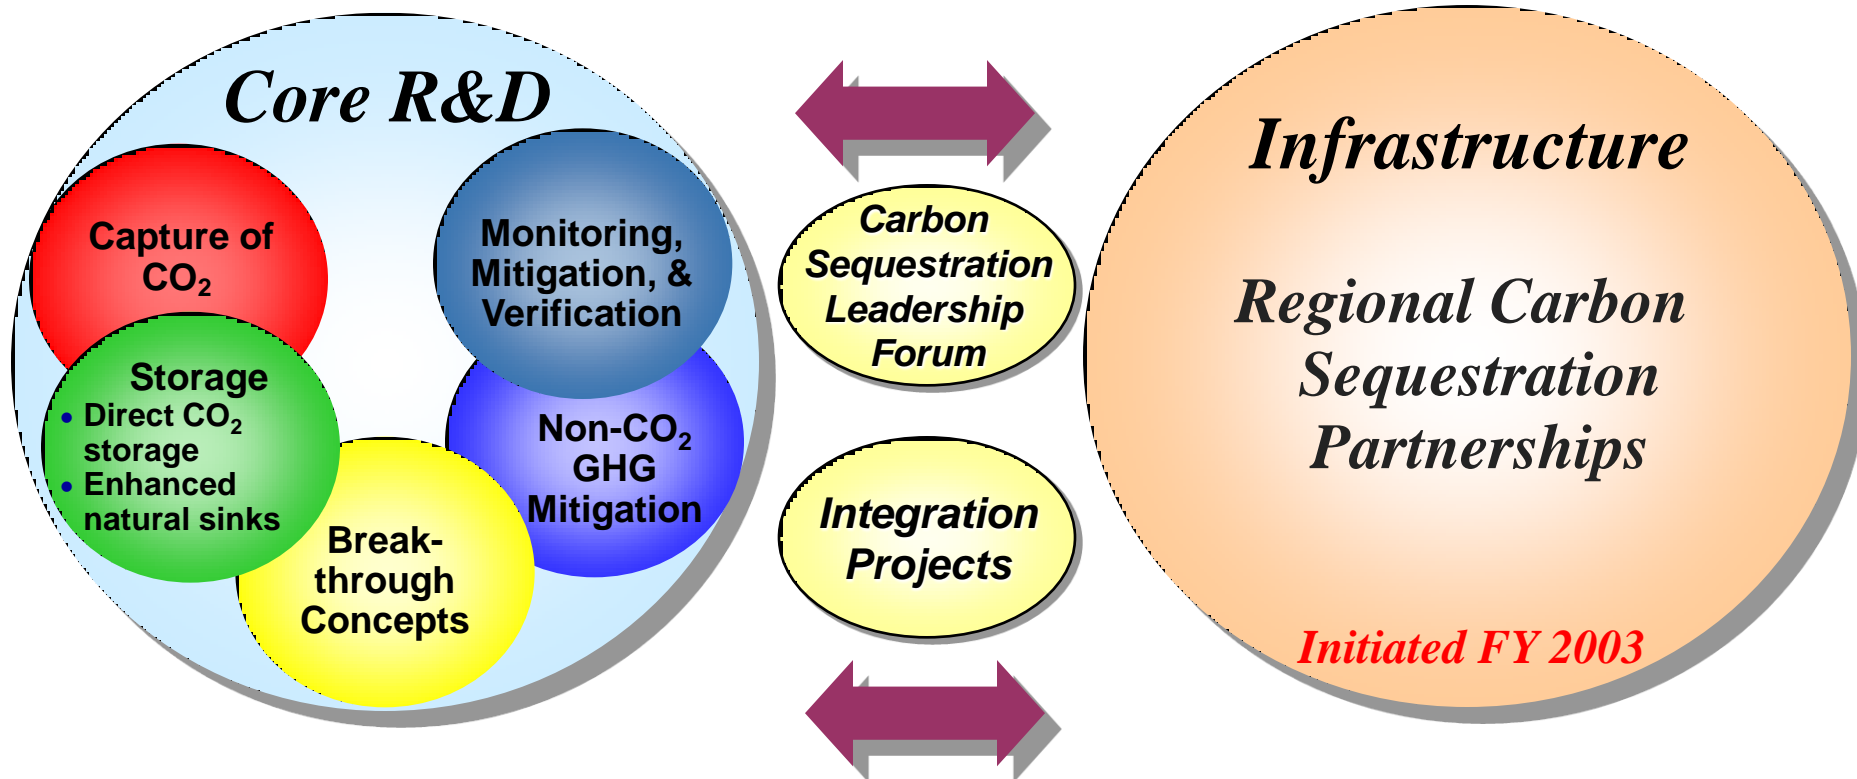 Core R&D
Capture of
CO₂
Storage
• Direct CO₂
storage
• Enhanced
natural sinks
Break-
through
Concepts
Non-CO₂
GHG
Mitigation
Monitoring,
Mitigation, &
Verification
Carbon
Sequestration
Leadership
Forum
Integration
Projects
Infrastructure
Regional Carbon
Sequestration
Partnerships
Initiated FY 2003